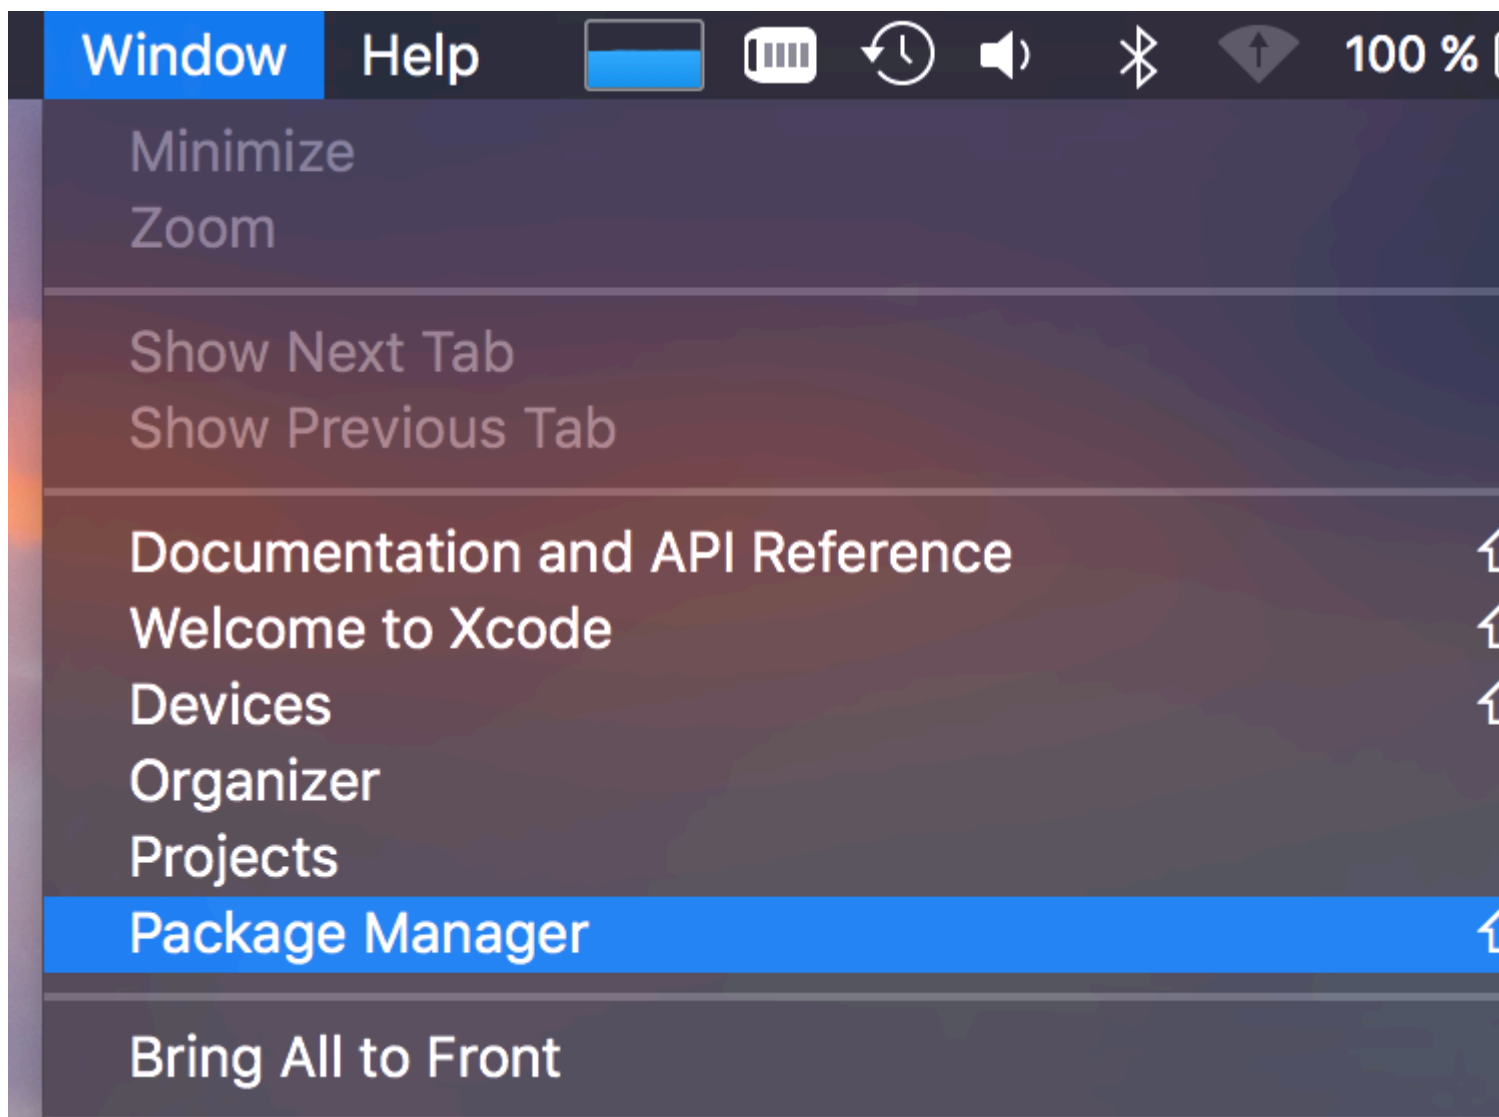 Window Help 100 %
Minimize
Zoom
Show Next Tab
Show Previous Tab
Documentation and API Reference
Welcome to Xcode
Devices
Organizer
Projects
Package Manager
Bring All to Front